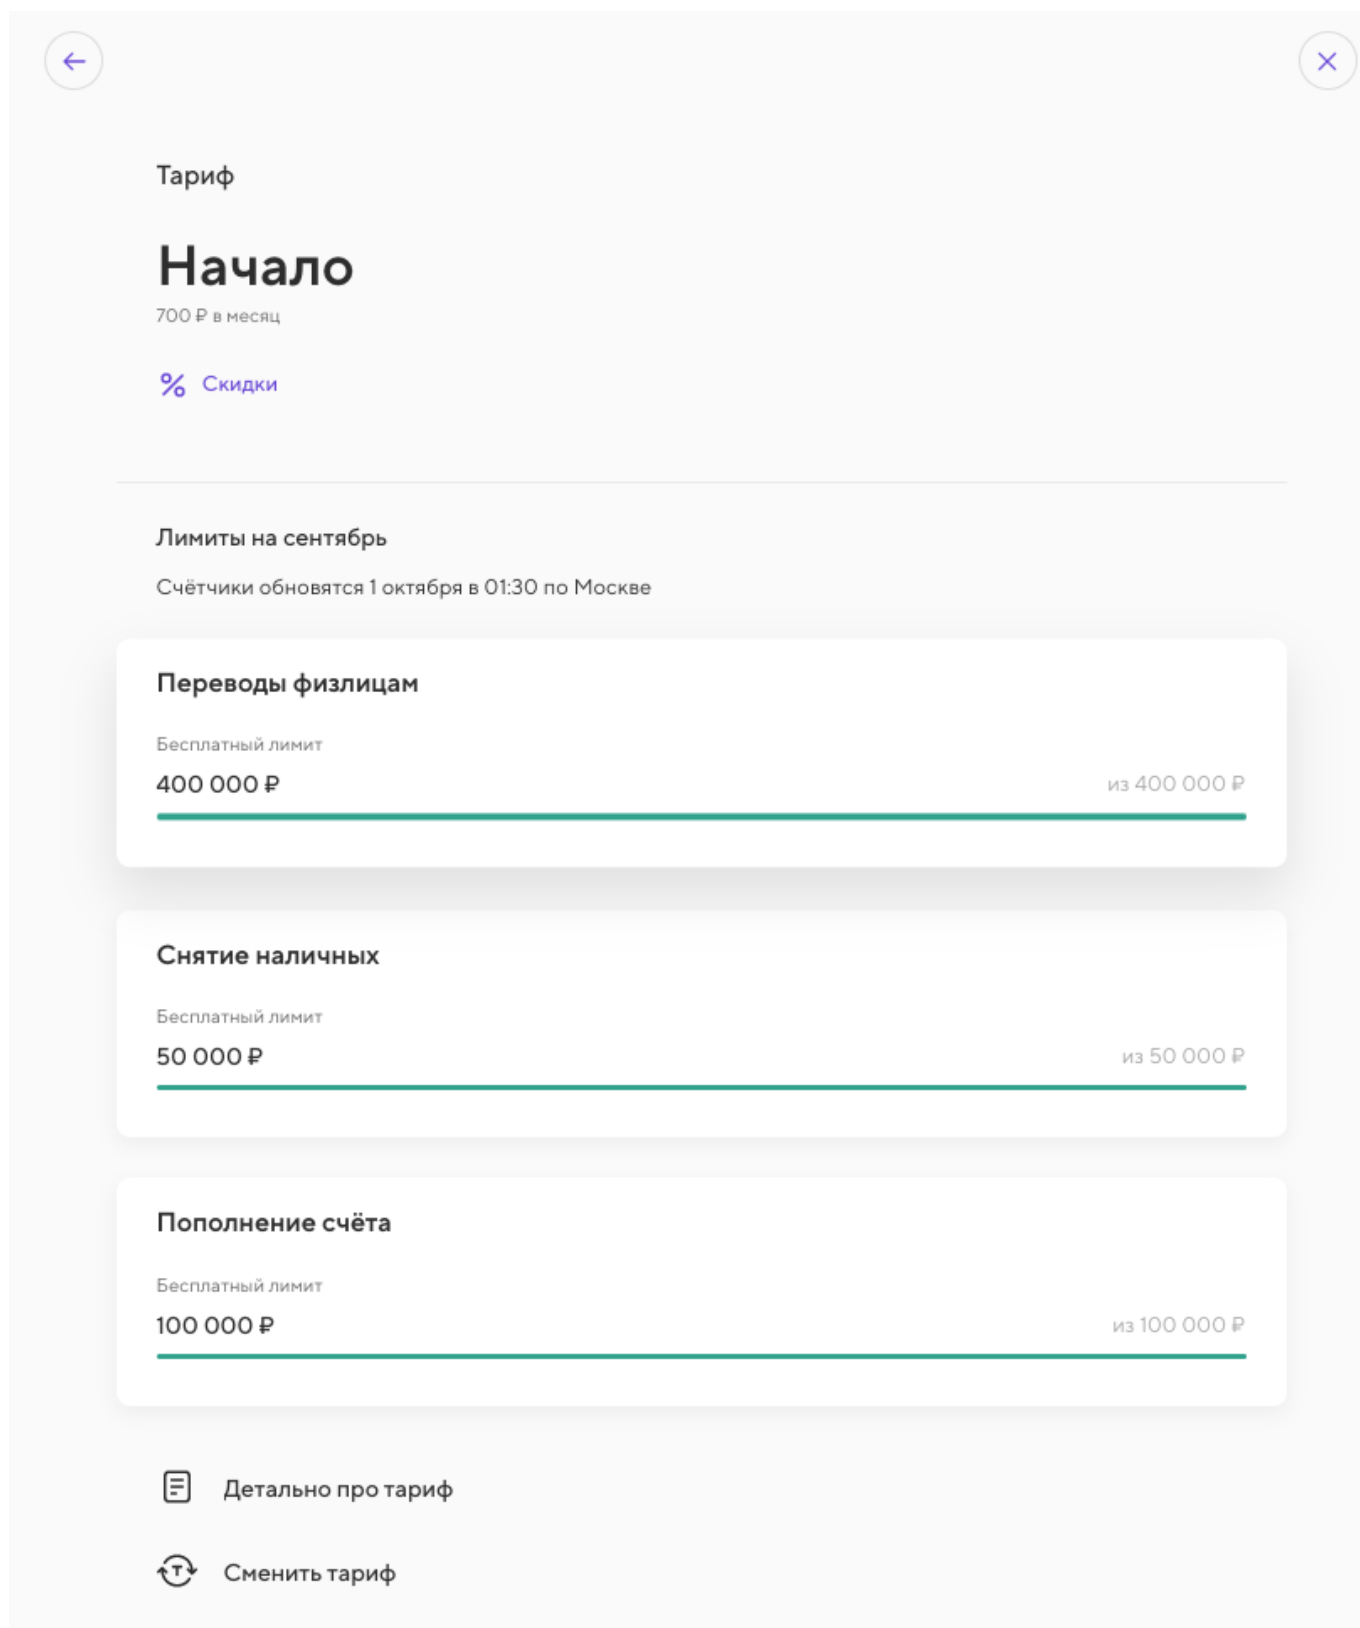 Тариф
Начало
700 ₽ в месяц
Скидки
Лимиты на сентябрь
Счётчики обновятся 1 октября в 01:30 по Москве
Переводы физлицам
Бесплатный лимит
400 000 ₽ из 400 000 ₽
Снятие наличных
Бесплатный лимит
50 000 ₽ из 50 000 ₽
Пополнение счёта
Бесплатный лимит
100 000 ₽ из 100 000 ₽
Детально про тариф
Сменить тариф